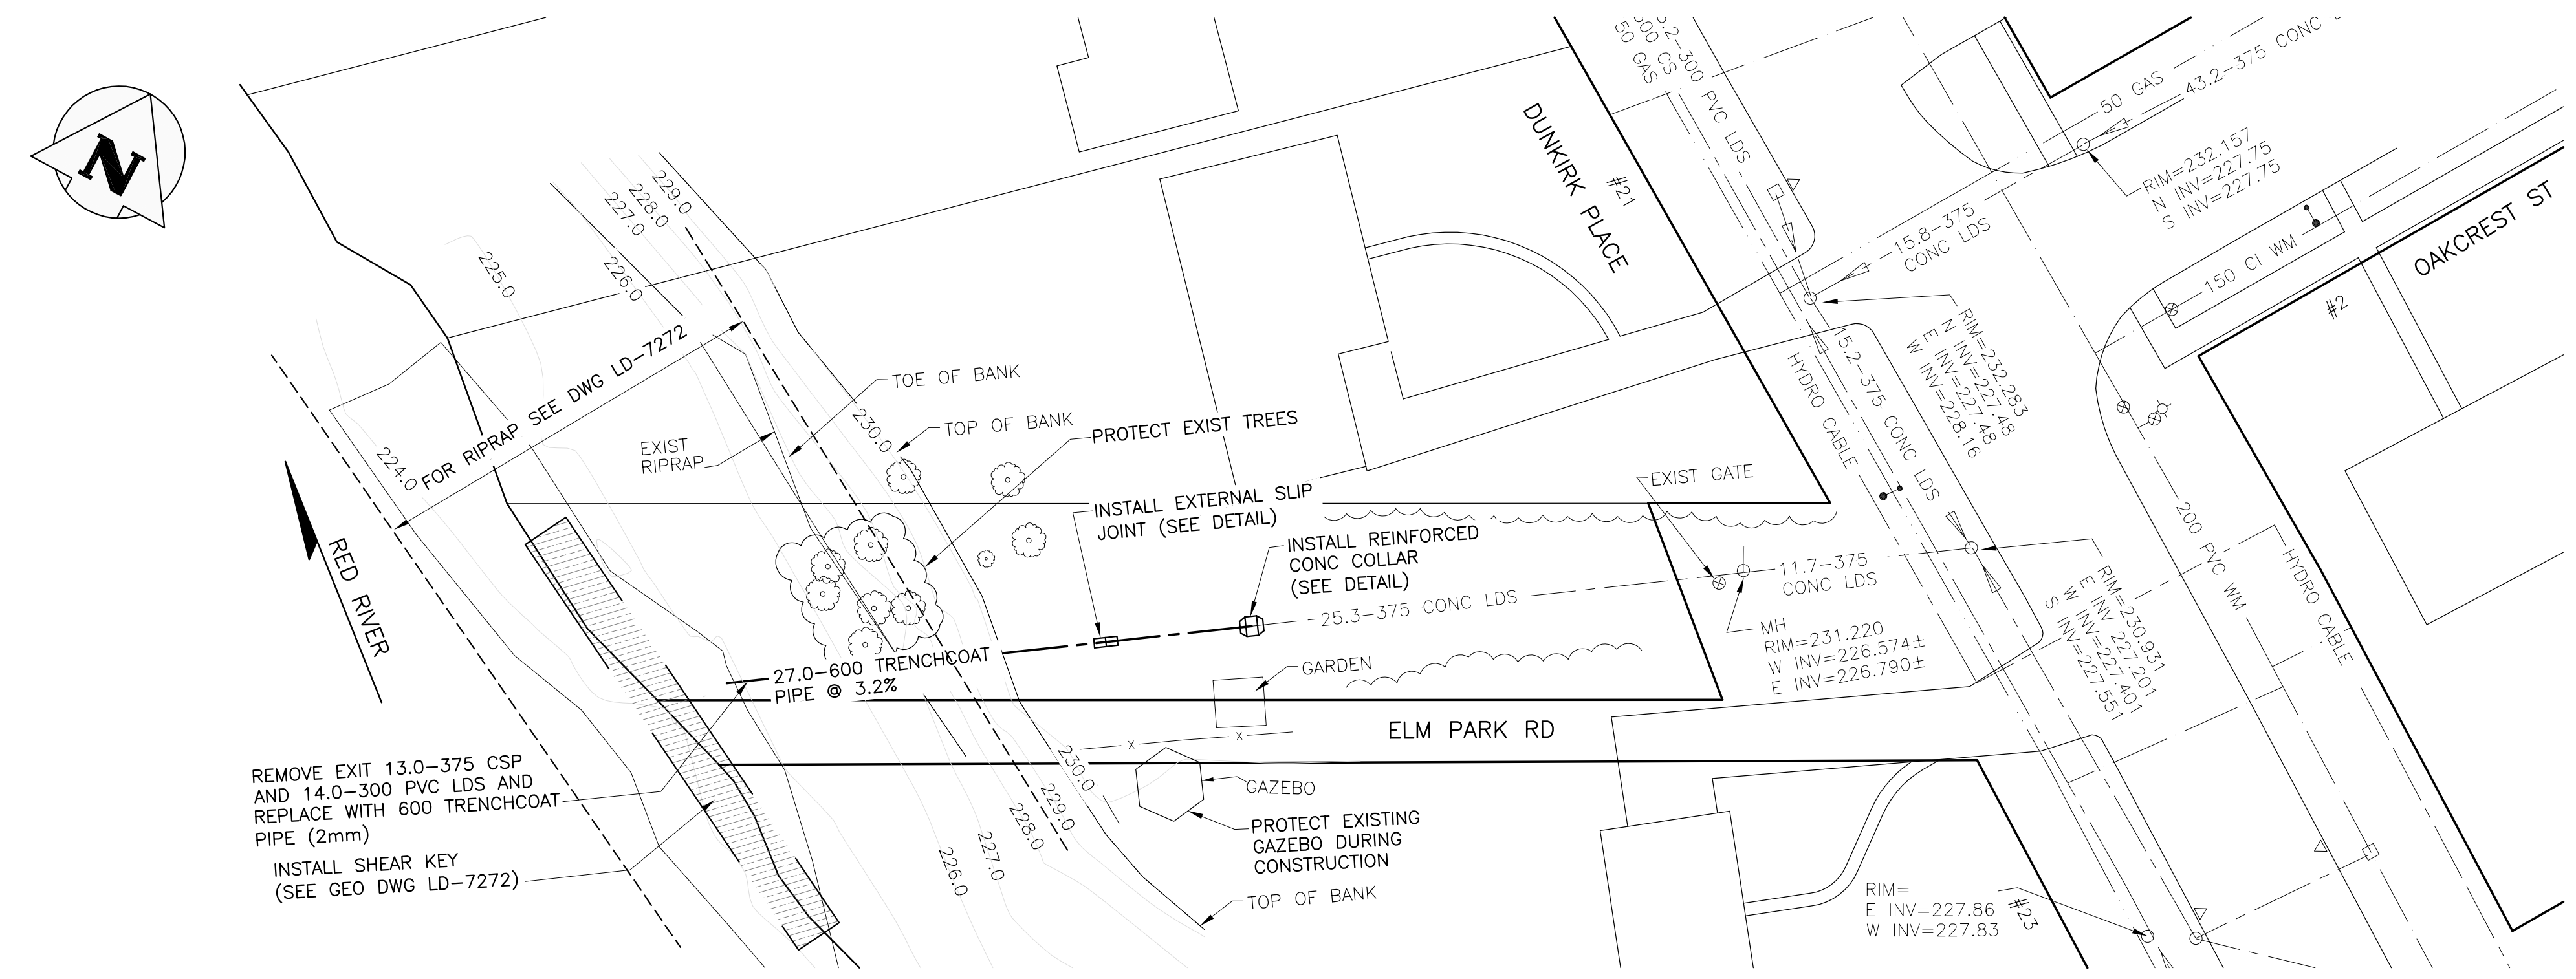 N
229.0
228.0
227.0
226.0
225.0
224.0
FOR RIPRAP SEE DWG LD-7272
RED RIVER
EXIST
RIPRAP
TOE OF BANK
TOP OF BANK
230.0
PROTECT EXIST TREES
INSTALL EXTERNAL SLIP
JOINT (SEE DETAIL)
INSTALL REINFORCED
CONC COLLAR
(SEE DETAIL)
-25.3-375 CONC LDS
27.0-600 TRENCHCOAT
PIPE @ 3.2%
GARDEN
x
x
ELM PARK RD
REMOVE EXIT 13.0-375 CSP
AND 14.0-300 PVC LDS AND
REPLACE WITH 600 TRENCHCOAT
PIPE (2mm)
INSTALL SHEAR KEY
(SEE GEO DWG LD-7272)
226.0
227.0
228.0
229.0
230.0
GAZEBO
PROTECT EXISTING
GAZEBO DURING
CONSTRUCTION
TOP OF BANK
DUNKIRK PLACE
#21
50 GAS
PVC LDS
50 GAS
43.2-375 CONC
RIM=232.157
N INV=227.75
S INV=227.75
15.8-375
CONC LDS
150 CI WM
OAKCREST ST
#2
RIM=232.283
N INV=227.48
E INV=227.48
W INV=228.16
15.2-375 CONC LDS
HYDRO CABLE
EXIST GATE
11.7-375
CONC LDS
MH
RIM=231.220
W INV=226.574±
E INV=226.790±
RIM=230.931
E INV 227.201
W INV=227.401
S INV=227.551
200 PVC WM
HYDRO CABLE
RIM=
E INV=227.86
W INV=227.83
#23